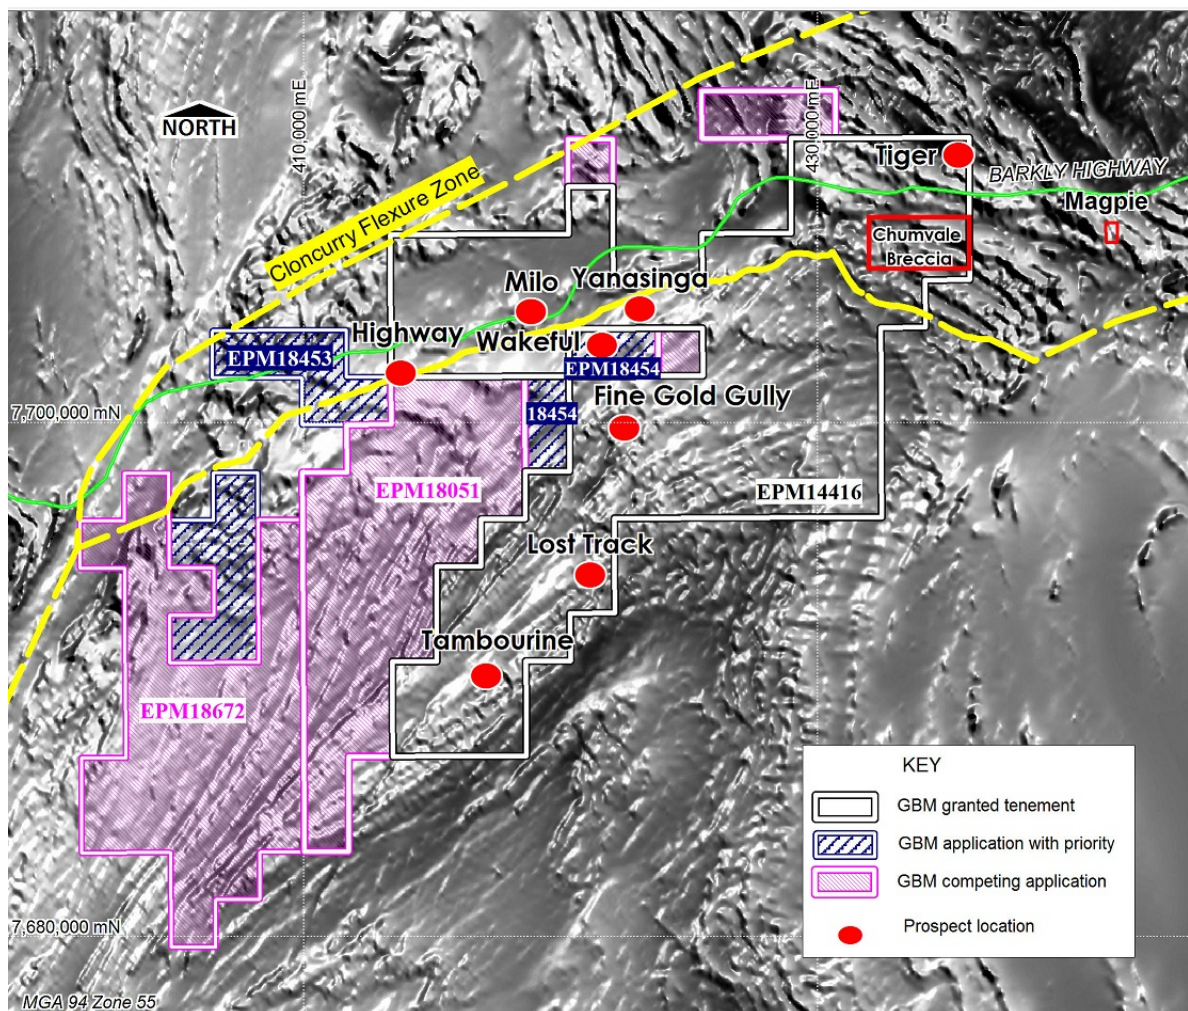 410,000 mE
430,000 mE
NORTH
Cloncurry Flexure Zone
Tiger
BARKLY HIGHWAY
Magpie
Chumvale
Breccia
Milo
Yanasinga
Highway
Wakeful
EPM18453
EPM18454
Fine Gold Gully
7,700,000 mN
18454
EPM18051
EPM14416
Lost Track
Tambourine
EPM18672
KEY
GBM granted tenement
GBM application with priority
GBM competing application
Prospect location
7,680,000 mN
MGA 94 Zone 55